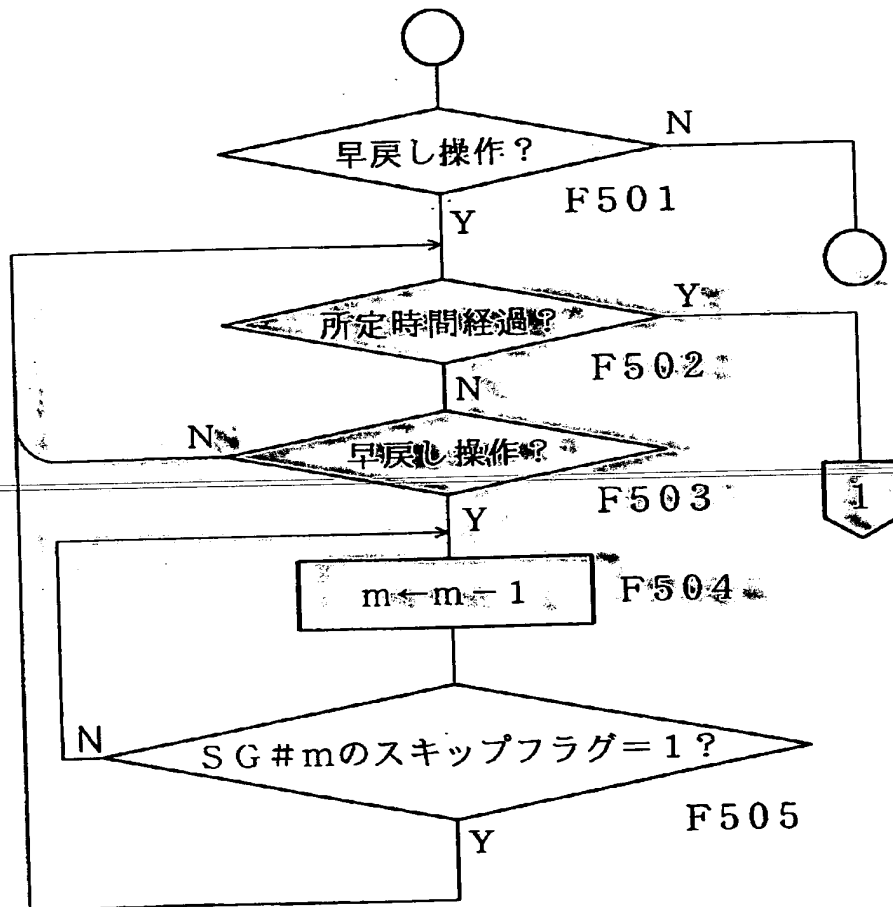 早戻し操作？
N
F501
Y
所定時間経過？
Y
F502
N
N
早戻し操作？
F503
1
Y
m←m－1
F504
N
SG#mのスキップフラグ＝1？
F505
Y